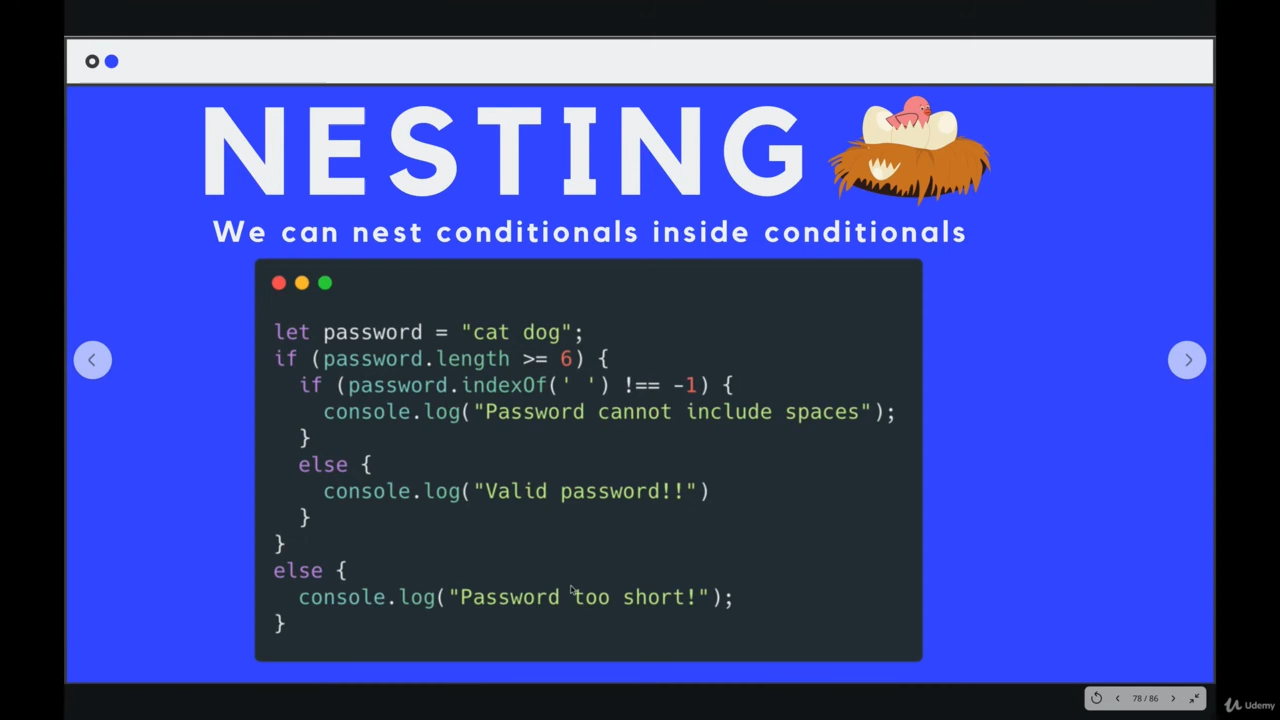 NESTING
We can nest conditionals inside conditionals
let password = "cat dog";
if (password.length >= 6) {
  if (password.indexOf(' ') !== -1) {
    console.log("Password cannot include spaces");
  }
  else {
    console.log("Valid password!!")
  }
}
else {
  console.log("Password too short!");
}
78 / 86
Udemy